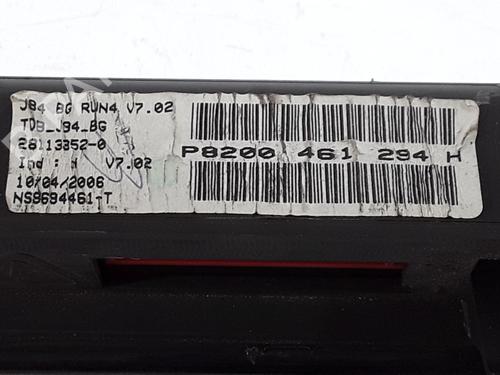 J84 BG RUN4 V7.02
TDB_J84_BG
28113352-0
Ind : H V7.02
10/04/2006
NS9694461-T
P8200 461 294 H